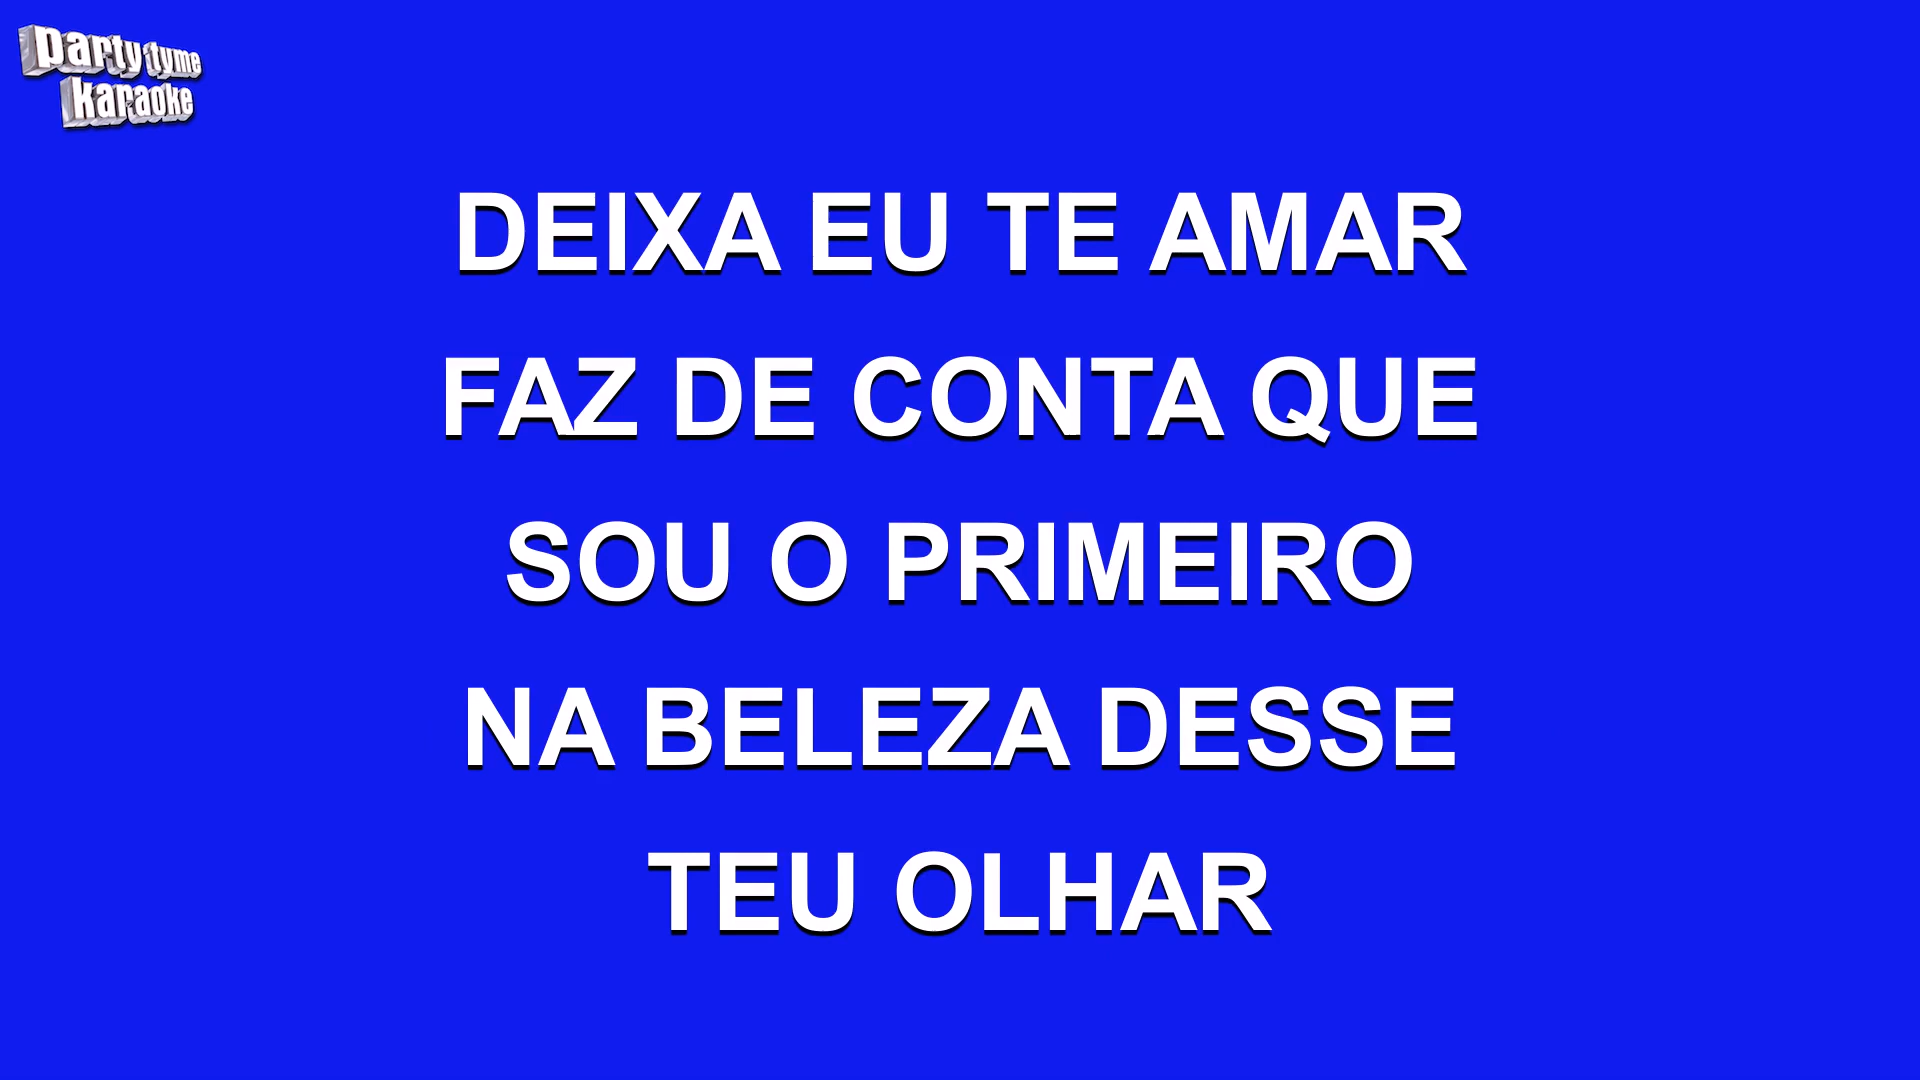 party tyme
karaoke
DEIXA EU TE AMAR
FAZ DE CONTA QUE
SOU O PRIMEIRO
NA BELEZA DESSE
TEU OLHAR